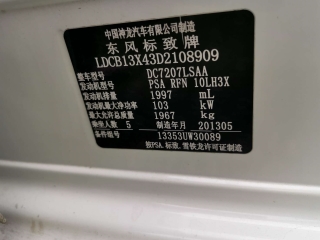 中国神龙汽车有限公司制造
东风标致牌
LDCB13X43D2108909
整车型号 DC7207LSAA
发动机型号 PSA RFN 10LH3X
发动机排量 1997 mL
发动机最大净功率 103 kW
最大允许总质量 1967 kg
乘坐人数 5 制造年月 201305
备件组号 13353UW30089
按PSA.标致.雪铁龙许可证制造